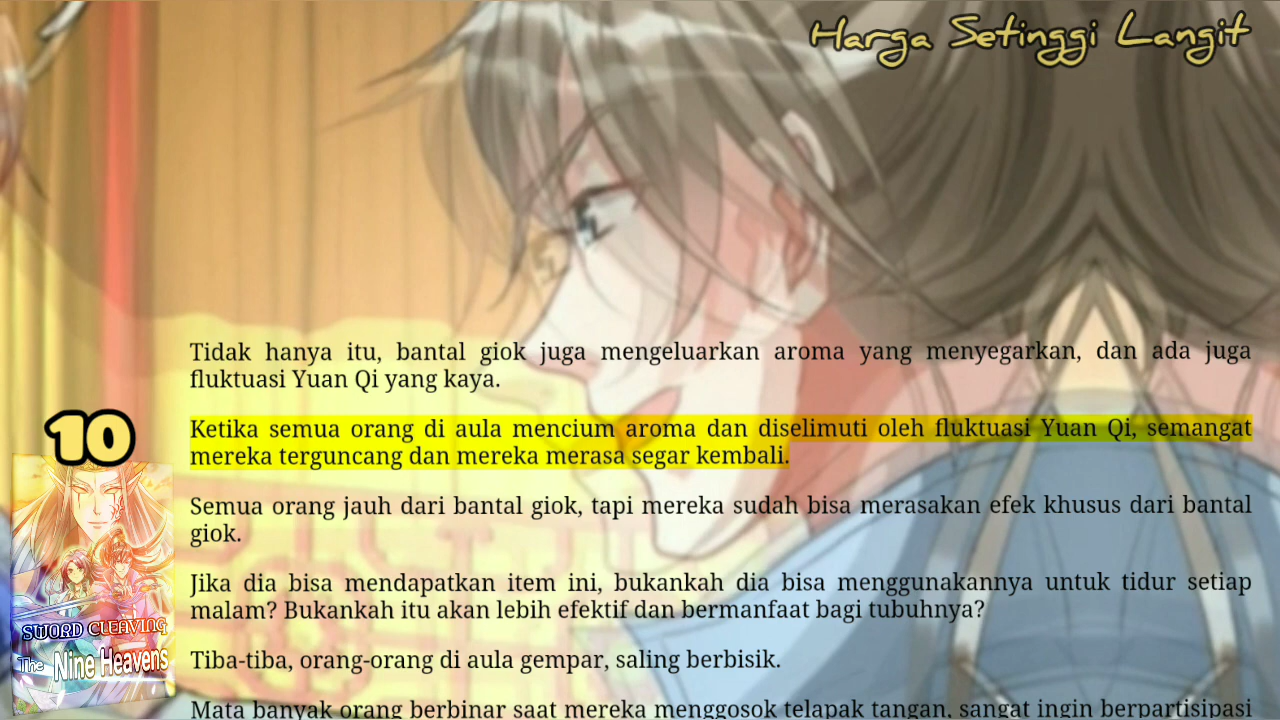 Harga Setinggi Langit
Tidak hanya itu, bantal giok juga mengeluarkan aroma yang menyegarkan, dan ada juga
fluktuasi Yuan Qi yang kaya.
Ketika semua orang di aula mencium aroma dan diselimuti oleh fluktuasi Yuan Qi, semangat
mereka terguncang dan mereka merasa segar kembali.
Semua orang jauh dari bantal giok, tapi mereka sudah bisa merasakan efek khusus dari bantal
giok.
Jika dia bisa mendapatkan item ini, bukankah dia bisa menggunakannya untuk tidur setiap
malam? Bukankah itu akan lebih efektif dan bermanfaat bagi tubuhnya?
Tiba-tiba, orang-orang di aula gempar, saling berbisik.
Mata banyak orang berbinar saat mereka menggosok telapak tangan, sangat ingin berpartisipasi
10
SWORD CLEAVING
The Nine Heavens